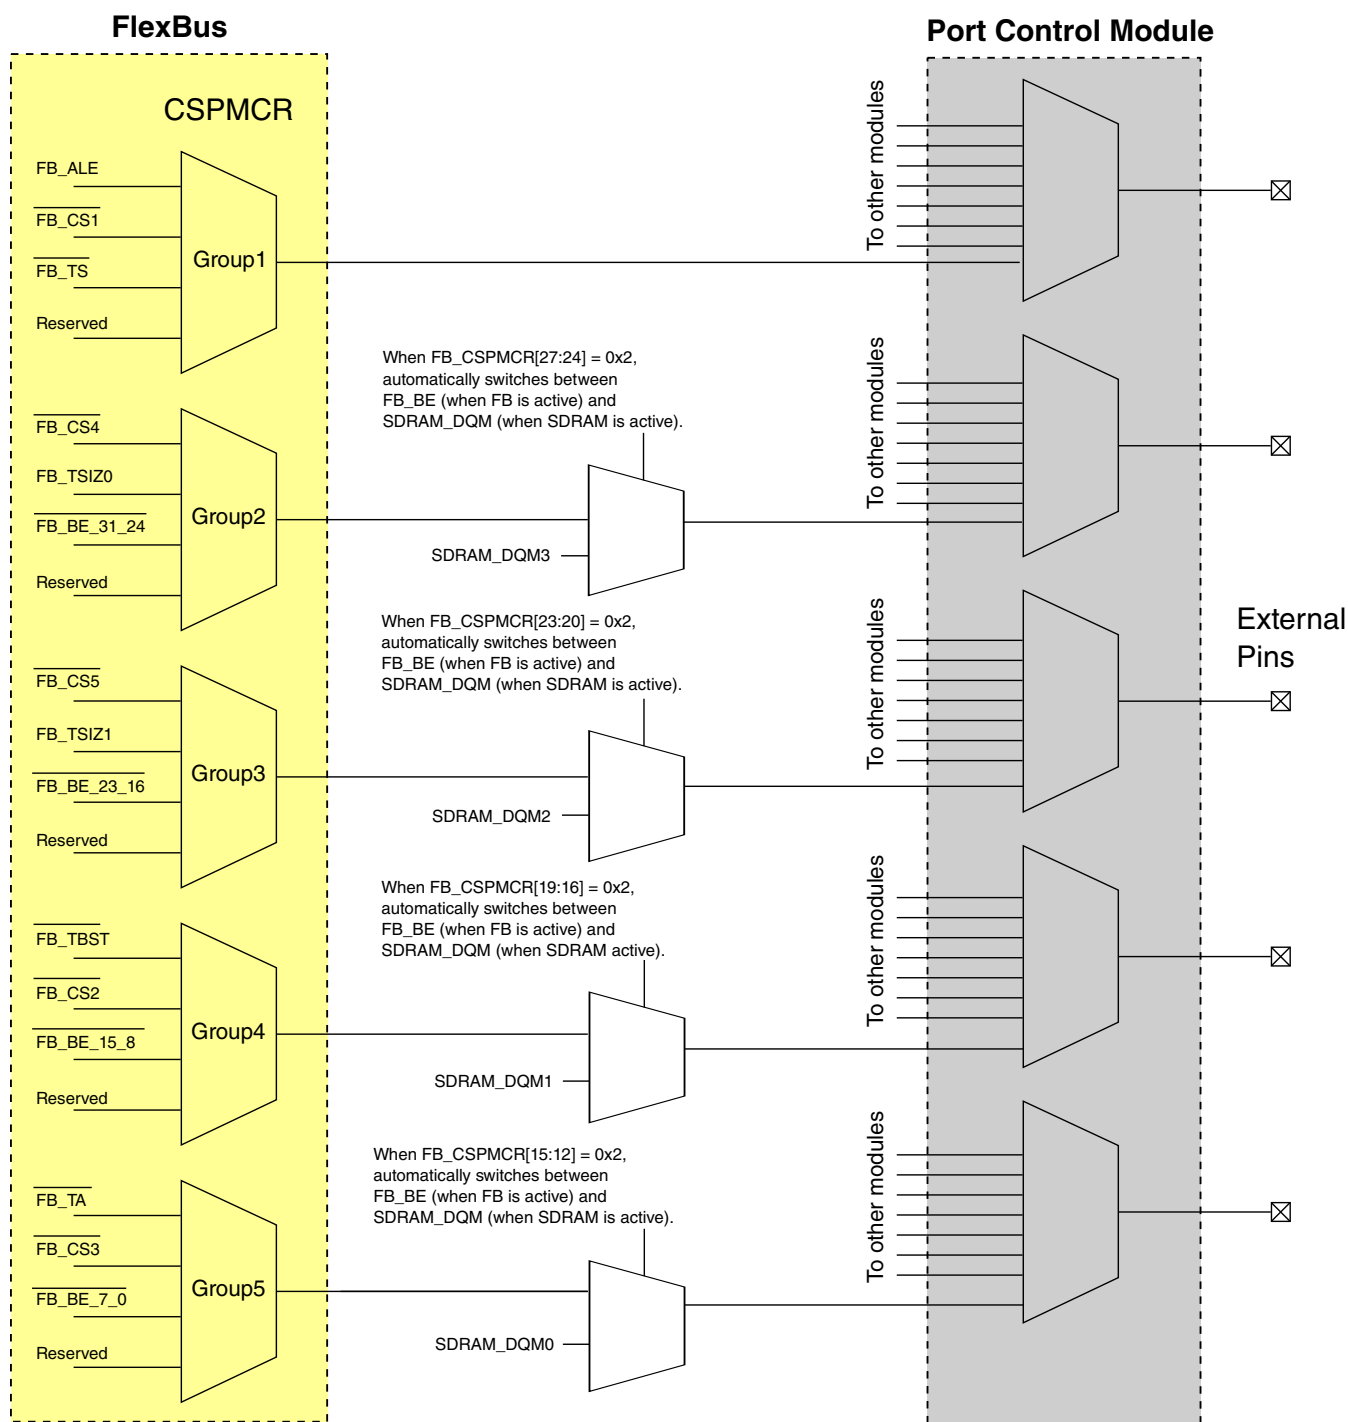 FlexBus
Port Control Module
CSPMCR
FB_ALE
FB_CS1
FB_TS
Reserved
Group1
To other modules
When FB_CSPMCR[27:24] = 0x2,
automatically switches between
FB_BE (when FB is active) and
SDRAM_DQM (when SDRAM is active).
FB_CS4
FB_TSIZ0
FB_BE_31_24
Reserved
Group2
SDRAM_DQM3
To other modules
When FB_CSPMCR[23:20] = 0x2,
automatically switches between
FB_BE (when FB is active) and
SDRAM_DQM (when SDRAM is active).
FB_CS5
FB_TSIZ1
FB_BE_23_16
Reserved
Group3
SDRAM_DQM2
To other modules
External
Pins
When FB_CSPMCR[19:16] = 0x2,
automatically switches between
FB_BE (when FB is active) and
SDRAM_DQM (when SDRAM active).
FB_TBST
FB_CS2
FB_BE_15_8
Reserved
Group4
SDRAM_DQM1
To other modules
When FB_CSPMCR[15:12] = 0x2,
automatically switches between
FB_BE (when FB is active) and
SDRAM_DQM (when SDRAM is active).
FB_TA
FB_CS3
FB_BE_7_0
Reserved
Group5
SDRAM_DQM0
To other modules